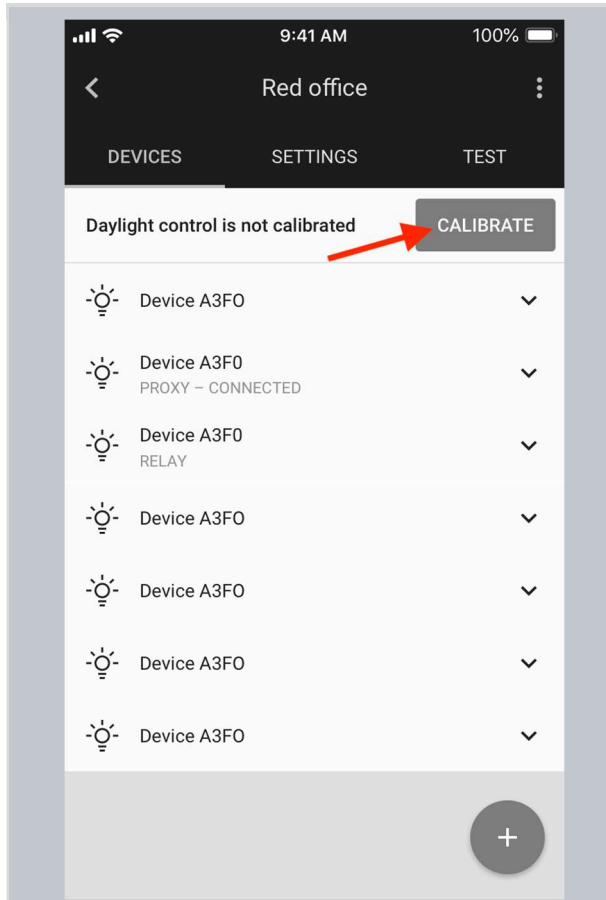 9:41 AM 100%
Red office
DEVICES SETTINGS TEST
Daylight control is not calibrated CALIBRATE
Device A3FO
Device A3F0
PROXY – CONNECTED
Device A3F0
RELAY
Device A3FO
Device A3FO
Device A3FO
Device A3FO
+